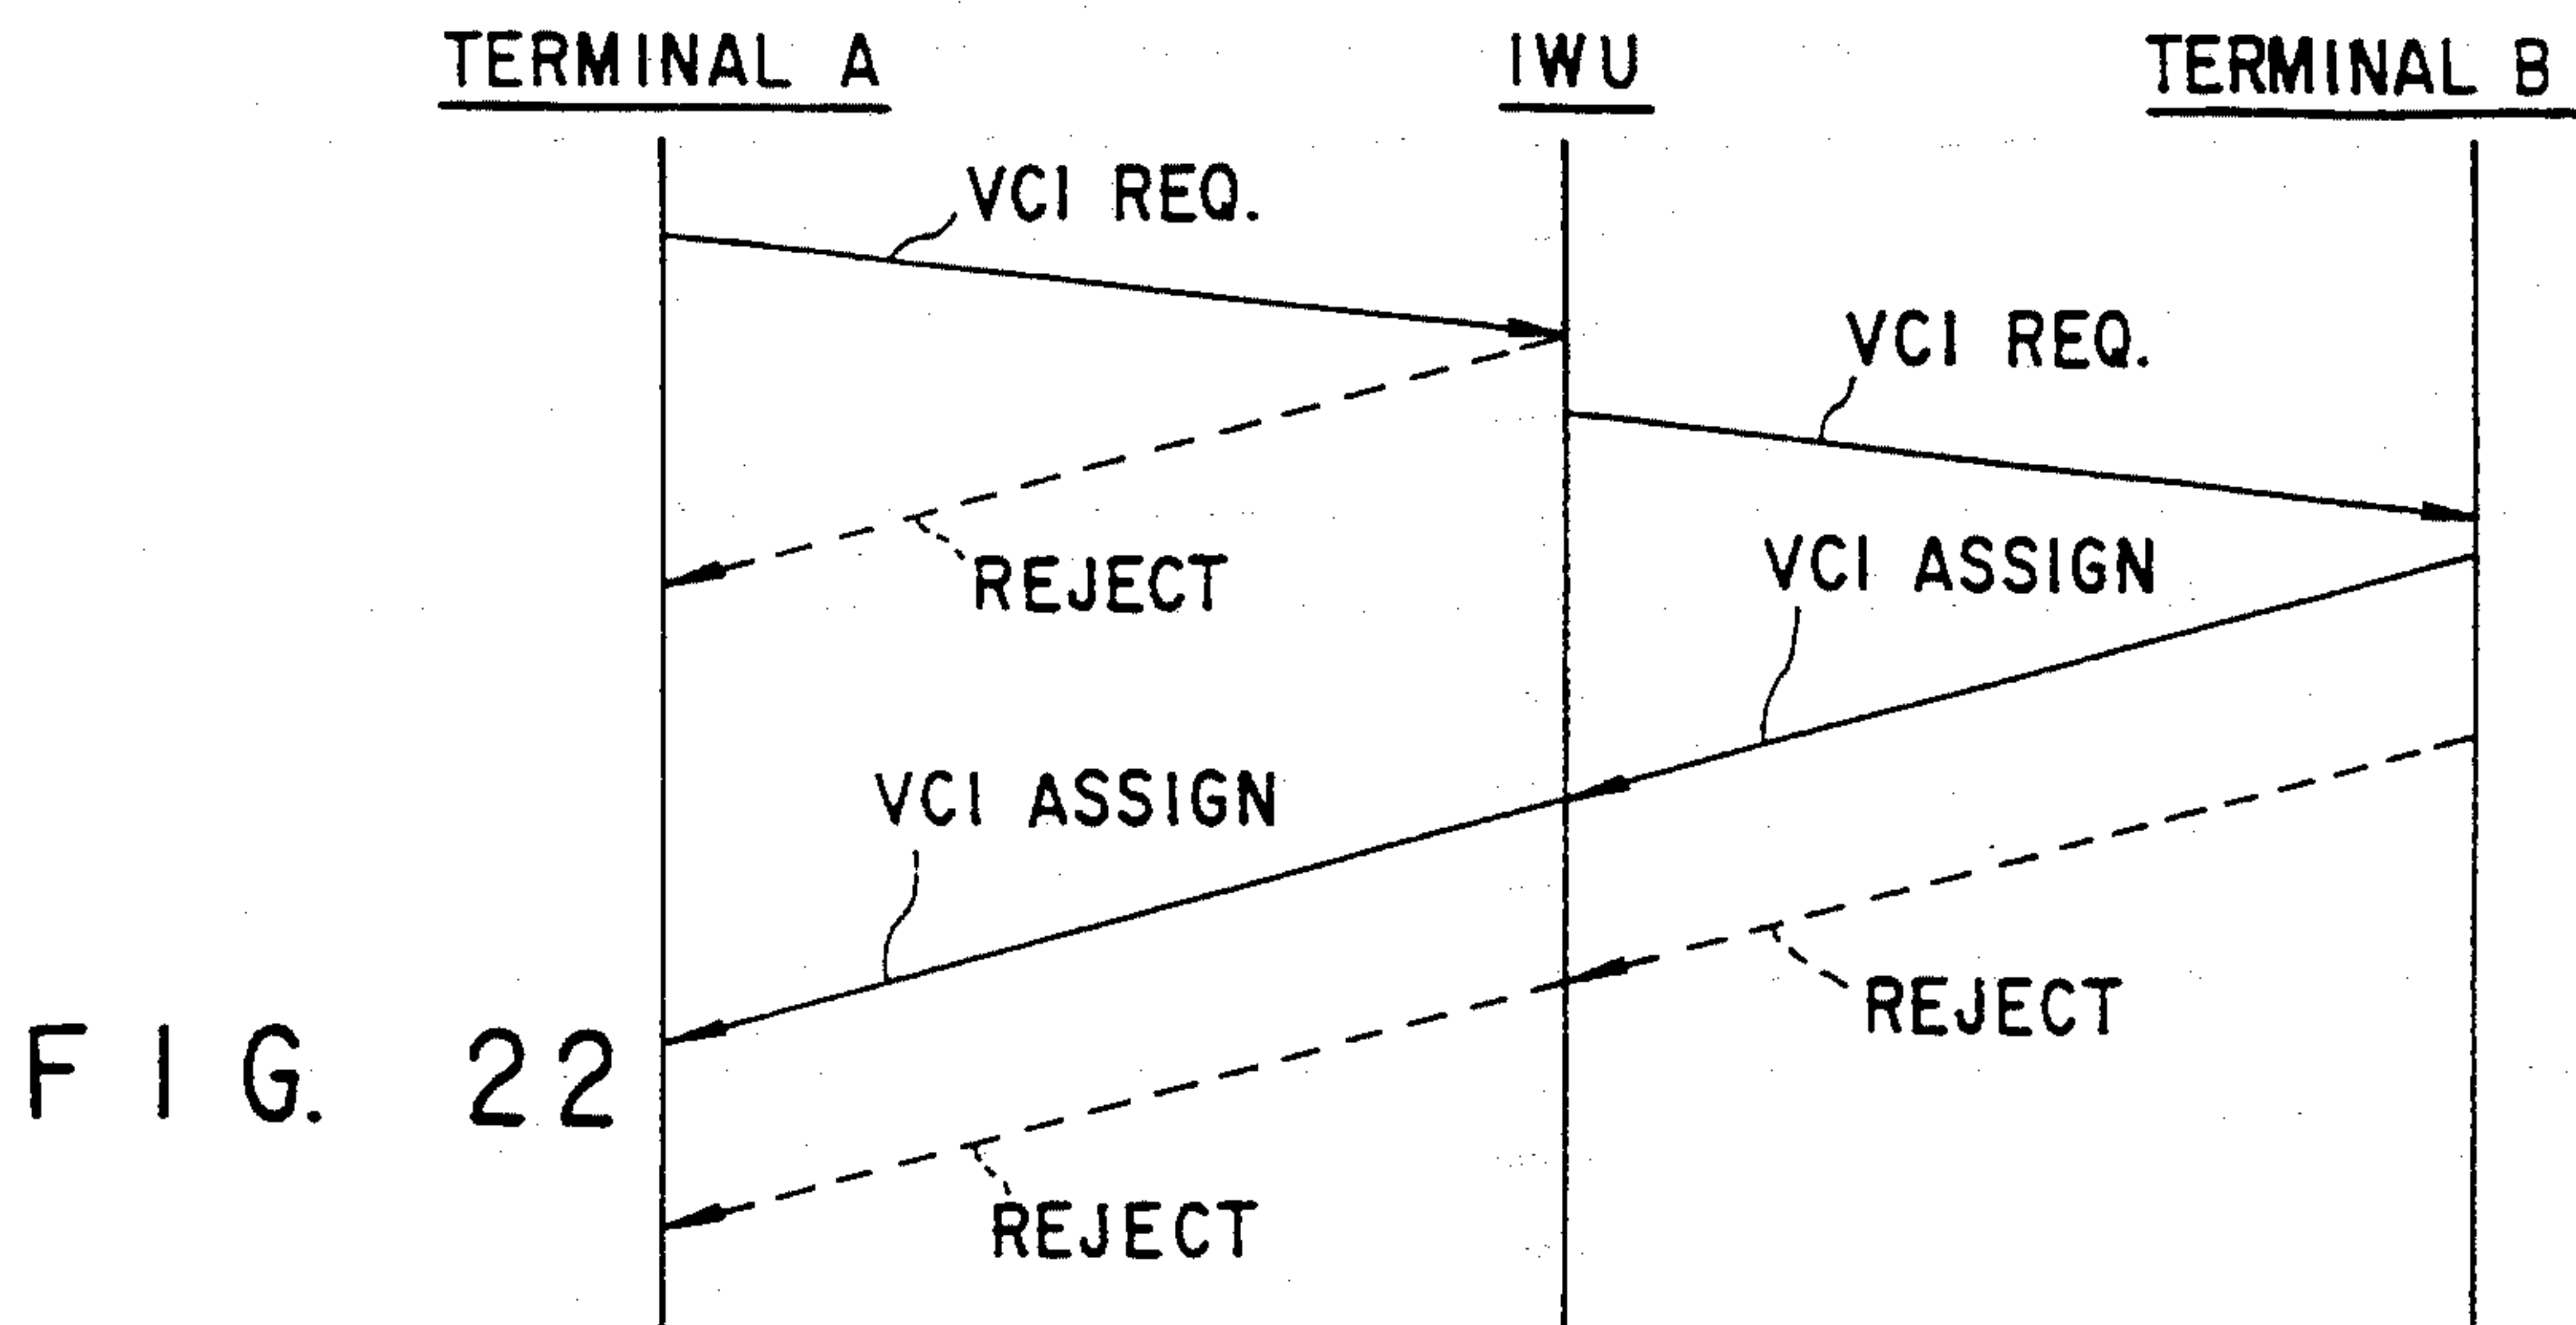 TERMINAL A
IWU
TERMINAL B
VCI REQ.
VCI REQ.
REJECT
VCI ASSIGN
VCI ASSIGN
REJECT
REJECT
FIG. 22